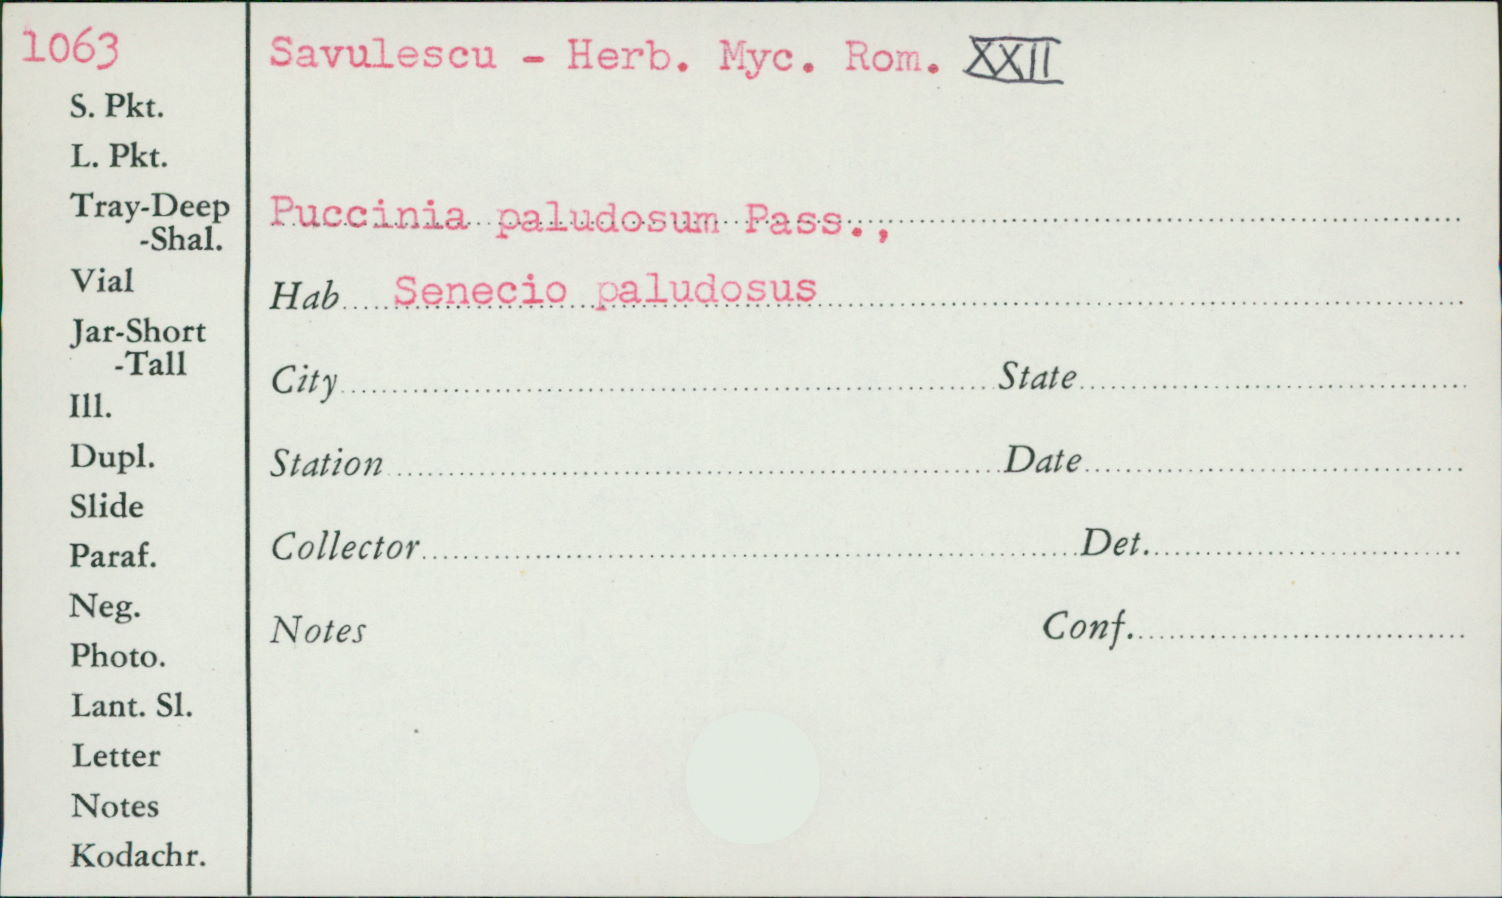 1063
Savulescu - Herb. Myc. Rom. XXII
S. Pkt.
L. Pkt.
Tray-Deep
-Shal.
Vial
Jar-Short
-Tall
Ill.
Dupl.
Slide
Paraf.
Neg.
Photo.
Lant. Sl.
Letter
Notes
Kodachr.
Puccinia paludosum Pass.,
Hab Senecio paludosus
City State
Station Date
Collector Det.
Notes Conf.